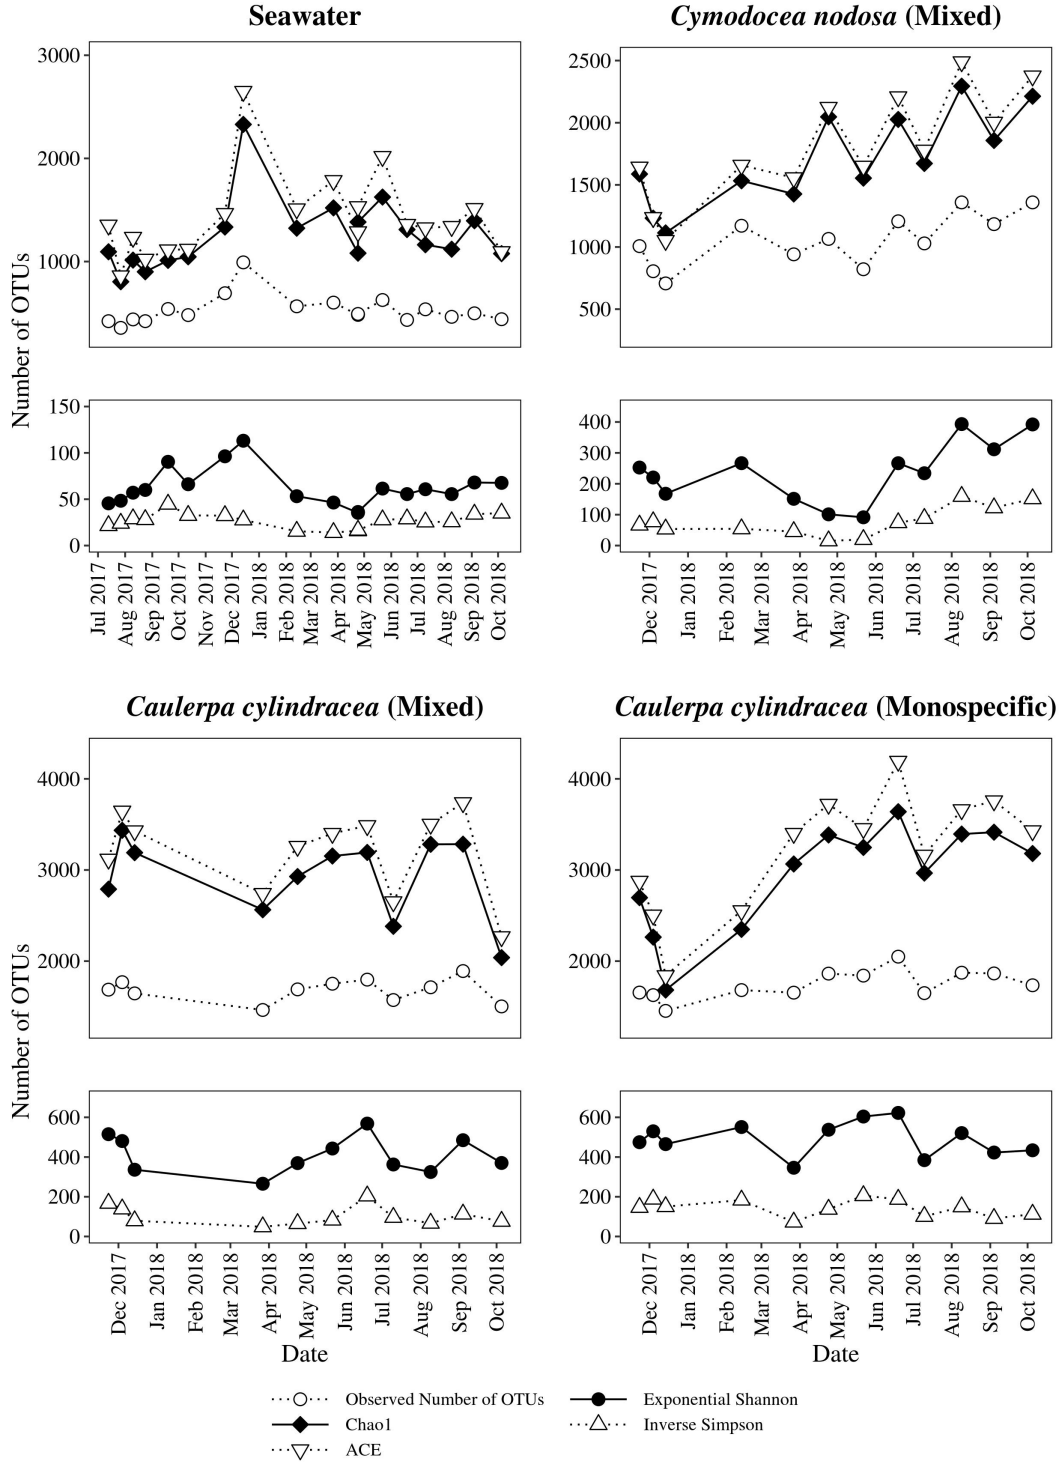 Seawater
Cymodocea nodosa (Mixed)
Number of OTUs
3000
2000
1000
2500
2000
1500
1000
500
150
100
50
0
400
300
200
100
0
Jul 2017
Aug 2017
Sep 2017
Oct 2017
Nov 2017
Dec 2017
Jan 2018
Feb 2018
Mar 2018
Apr 2018
May 2018
Jun 2018
Jul 2018
Aug 2018
Sep 2018
Oct 2018
Dec 2017
Jan 2018
Feb 2018
Mar 2018
Apr 2018
May 2018
Jun 2018
Jul 2018
Aug 2018
Sep 2018
Oct 2018
Caulerpa cylindracea (Mixed)
Caulerpa cylindracea (Monospecific)
Number of OTUs
4000
3000
2000
4000
3000
2000
600
400
200
0
600
400
200
0
Dec 2017
Jan 2018
Feb 2018
Mar 2018
Apr 2018
May 2018
Jun 2018
Jul 2018
Aug 2018
Sep 2018
Oct 2018
Dec 2017
Jan 2018
Feb 2018
Mar 2018
Apr 2018
May 2018
Jun 2018
Jul 2018
Aug 2018
Sep 2018
Oct 2018
Date
Date
Observed Number of OTUs
Exponential Shannon
Chao1
Inverse Simpson
ACE